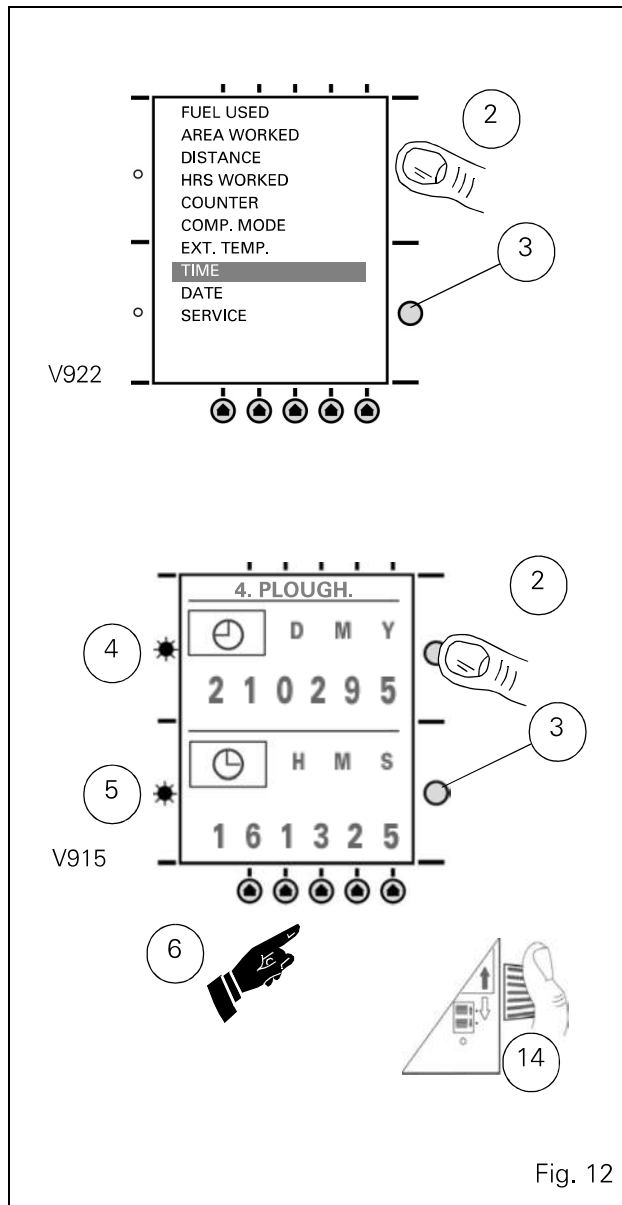 2
FUEL USED
AREA WORKED
DISTANCE
HRS WORKED
COUNTER
COMP. MODE
EXT. TEMP.
TIME
DATE
SERVICE
3
V922
2
4. PLOUGH.
4
D M Y
2 1 0 2 9 5
3
5
H M S
1 6 1 3 2 5
V915
6
14
Fig. 12